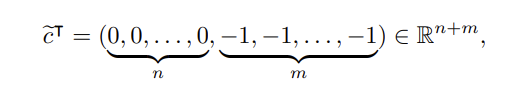 c̃ᵀ = (0, 0, . . . , 0, −1, −1, . . . , −1) ∈ ℝⁿ⁺ᵐ,
n m